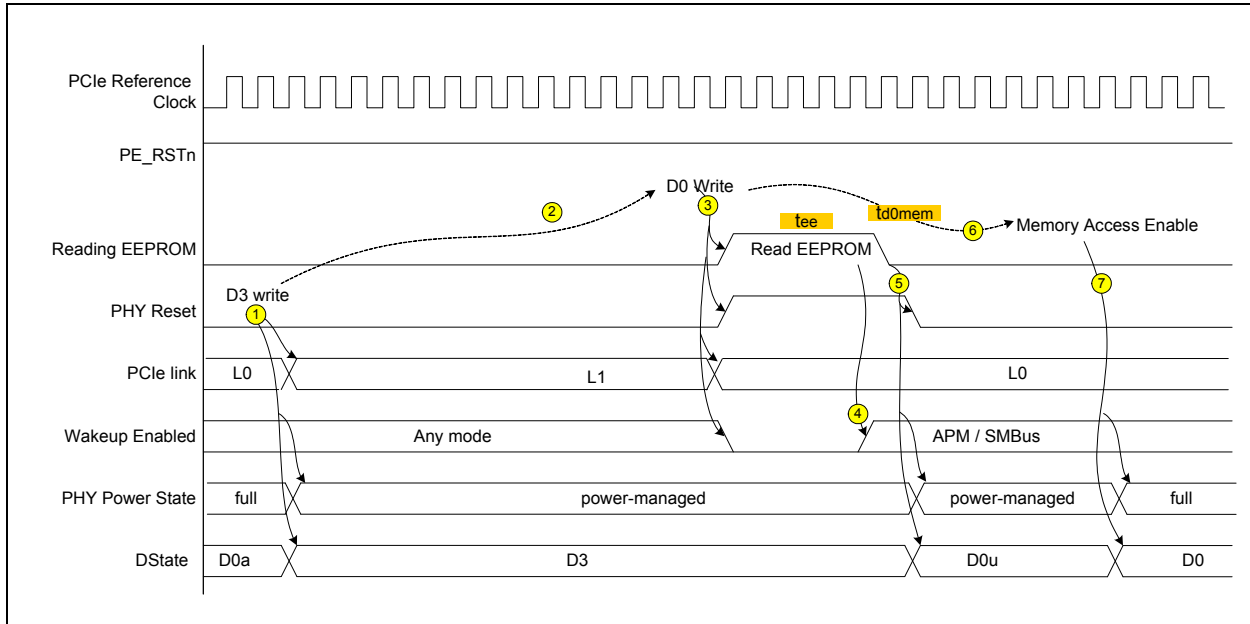 PCIe Reference
Clock
PE_RSTn
D0 Write
2
3
tee
td0mem
6
Memory Access Enable
Reading EEPROM
Read EEPROM
D3 write
5
7
PHY Reset
1
PCIe link
L0
L1
L0
4
Wakeup Enabled
Any mode
APM / SMBus
PHY Power State
full
power-managed
power-managed
full
DState
D0a
D3
D0u
D0